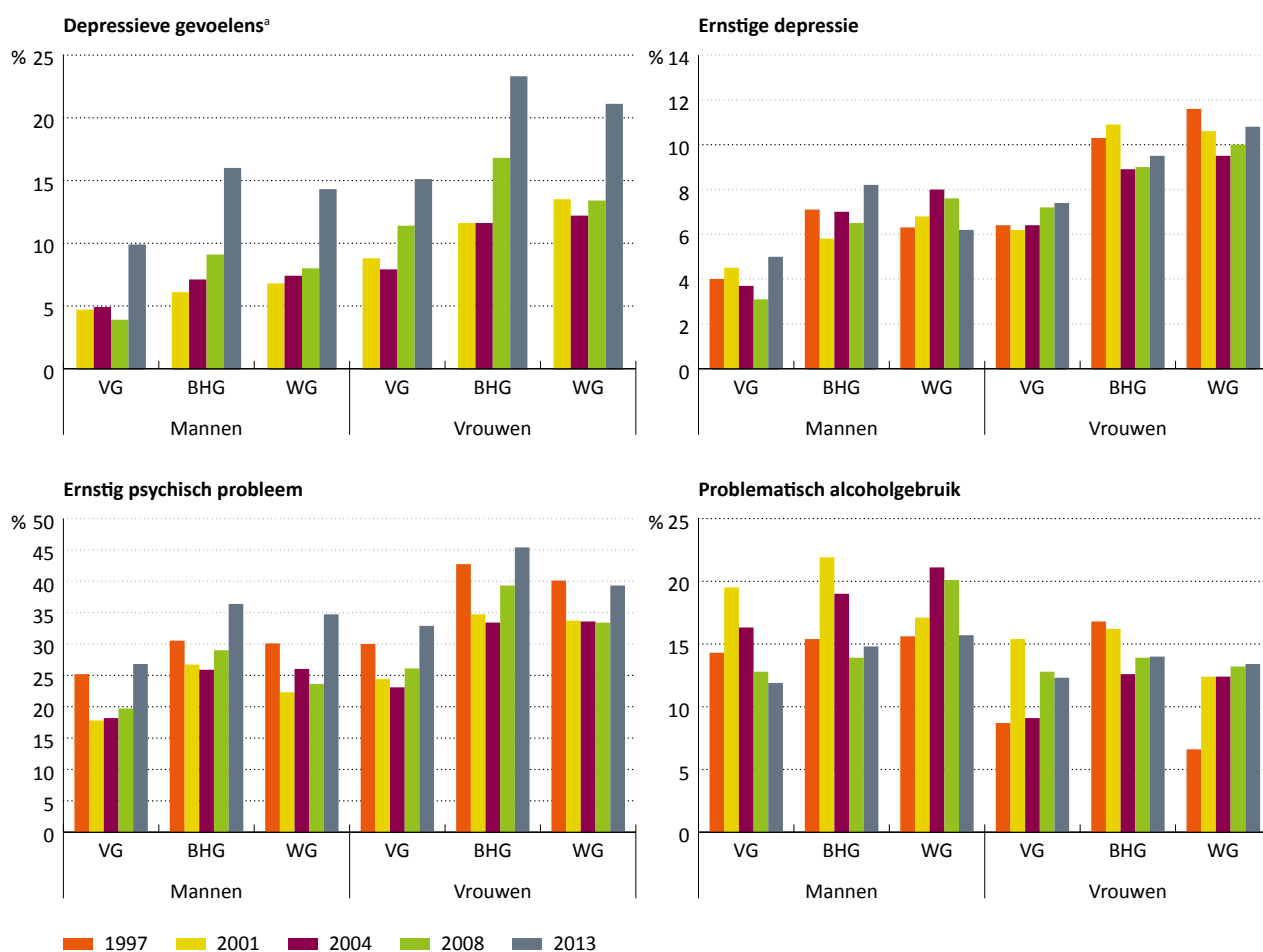 Depressieve gevoelensᵃ
% 25
20
15
10
5
0
VG BHG WG VG BHG WG
Mannen Vrouwen
Ernstige depressie
% 14
12
10
8
6
4
2
0
VG BHG WG VG BHG WG
Mannen Vrouwen
Ernstig psychisch probleem
% 50
45
40
35
30
25
20
15
10
5
0
VG BHG WG VG BHG WG
Mannen Vrouwen
Problematisch alcoholgebruik
% 25
20
15
10
5
0
VG BHG WG VG BHG WG
Mannen Vrouwen
1997 2001 2004 2008 2013